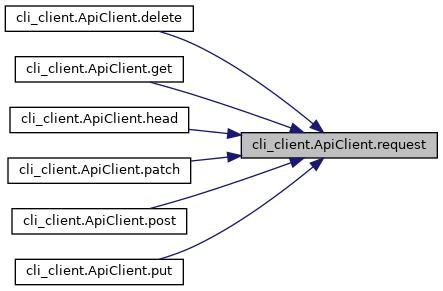 cli_client.ApiClient.delete
cli_client.ApiClient.get
cli_client.ApiClient.head
cli_client.ApiClient.request
cli_client.ApiClient.patch
cli_client.ApiClient.post
cli_client.ApiClient.put